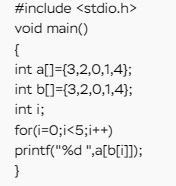 #include <stdio.h>
void main()
{
int a[]={3,2,0,1,4};
int b[]={3,2,0,1,4};
int i;
for(i=0;i<5;i++)
printf("%d ",a[b[i]]);
}